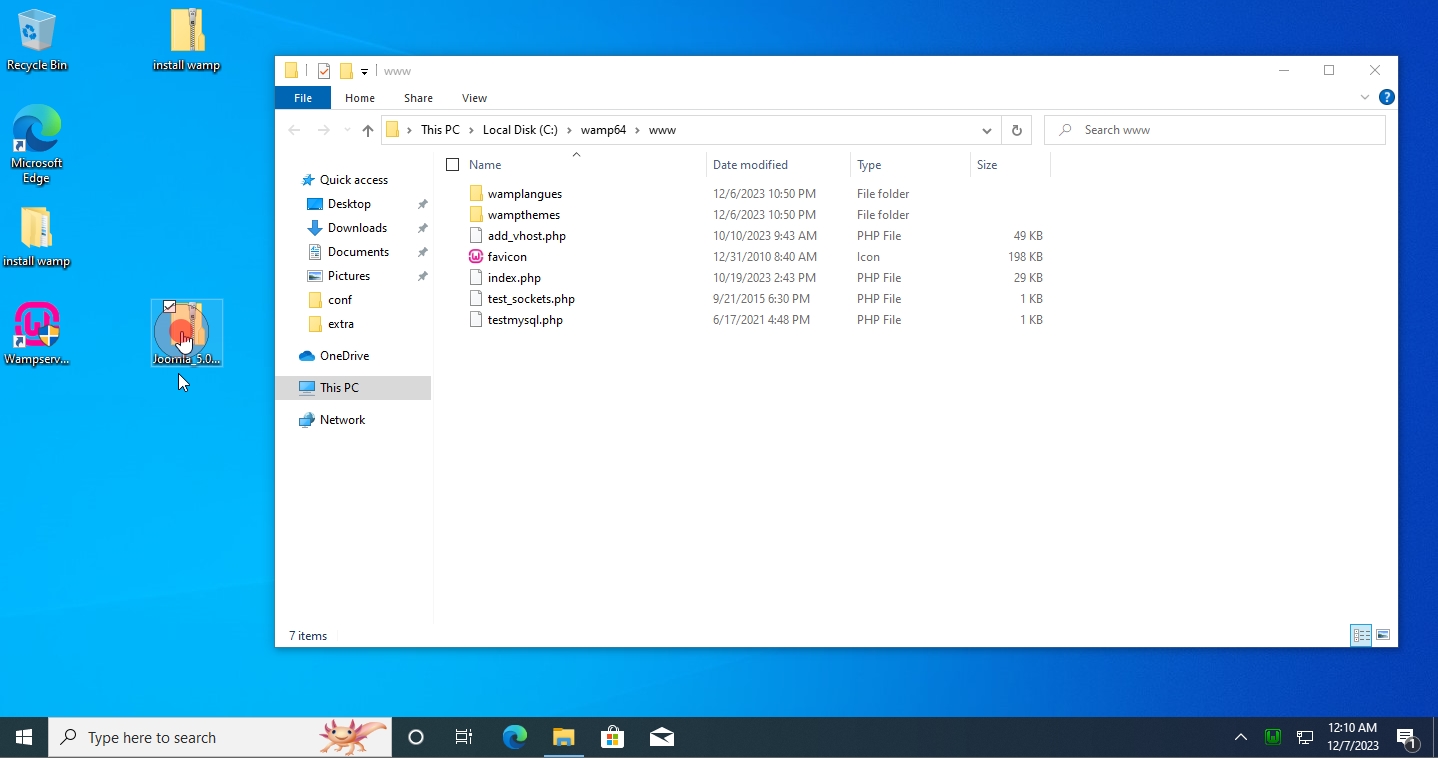 Recycle Bin
install wamp
Microsoft
Edge
install wamp
Wampserv...
Joomla_5.0...
www
File
Home
Share
View
This PC
Local Disk (C:)
wamp64
www
Search www
Quick access
Desktop
Downloads
Documents
Pictures
conf
extra
OneDrive
This PC
Network
Name Date modified Type Size
wamplangues 12/6/2023 10:50 PM File folder
wampthemes 12/6/2023 10:50 PM File folder
add_vhost.php 10/10/2023 9:43 AM PHP File 49 KB
favicon 12/31/2010 8:40 AM Icon 198 KB
index.php 10/19/2023 2:43 PM PHP File 29 KB
test_sockets.php 9/21/2015 6:30 PM PHP File 1 KB
testmysql.php 6/17/2021 4:48 PM PHP File 1 KB
7 items
Type here to search
12:10 AM
12/7/2023
1